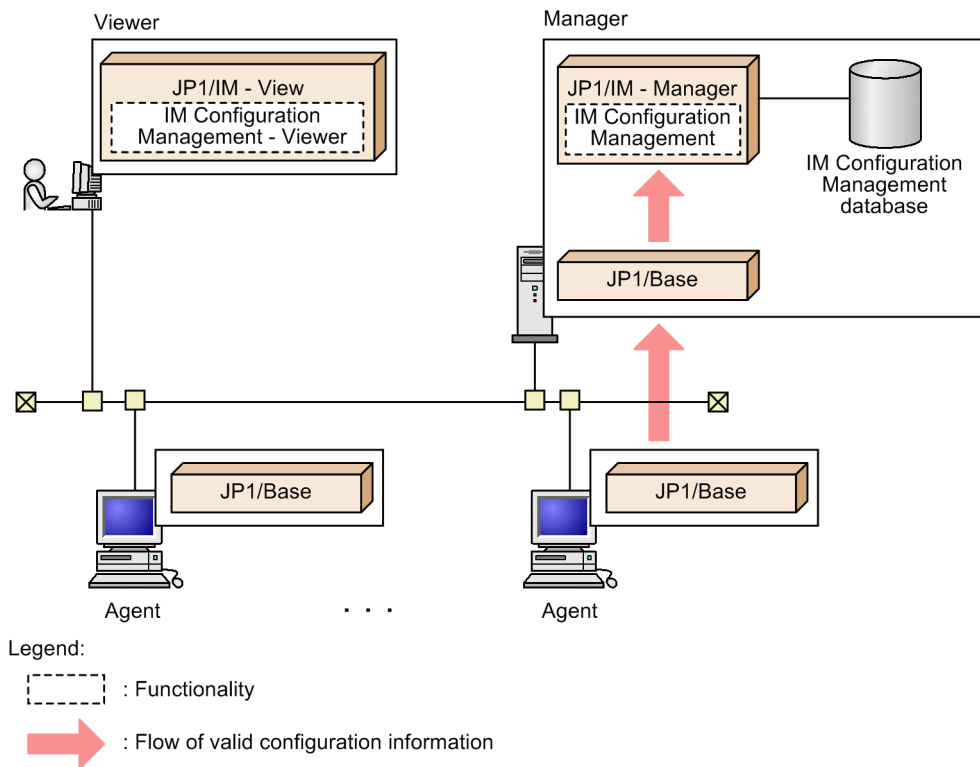 Viewer
JP1/IM - View
IM Configuration
Management - Viewer
Manager
JP1/IM - Manager
IM Configuration
Management
IM Configuration
Management
database
JP1/Base
JP1/Base
Agent
. . .
JP1/Base
Agent
Legend:
: Functionality
: Flow of valid configuration information